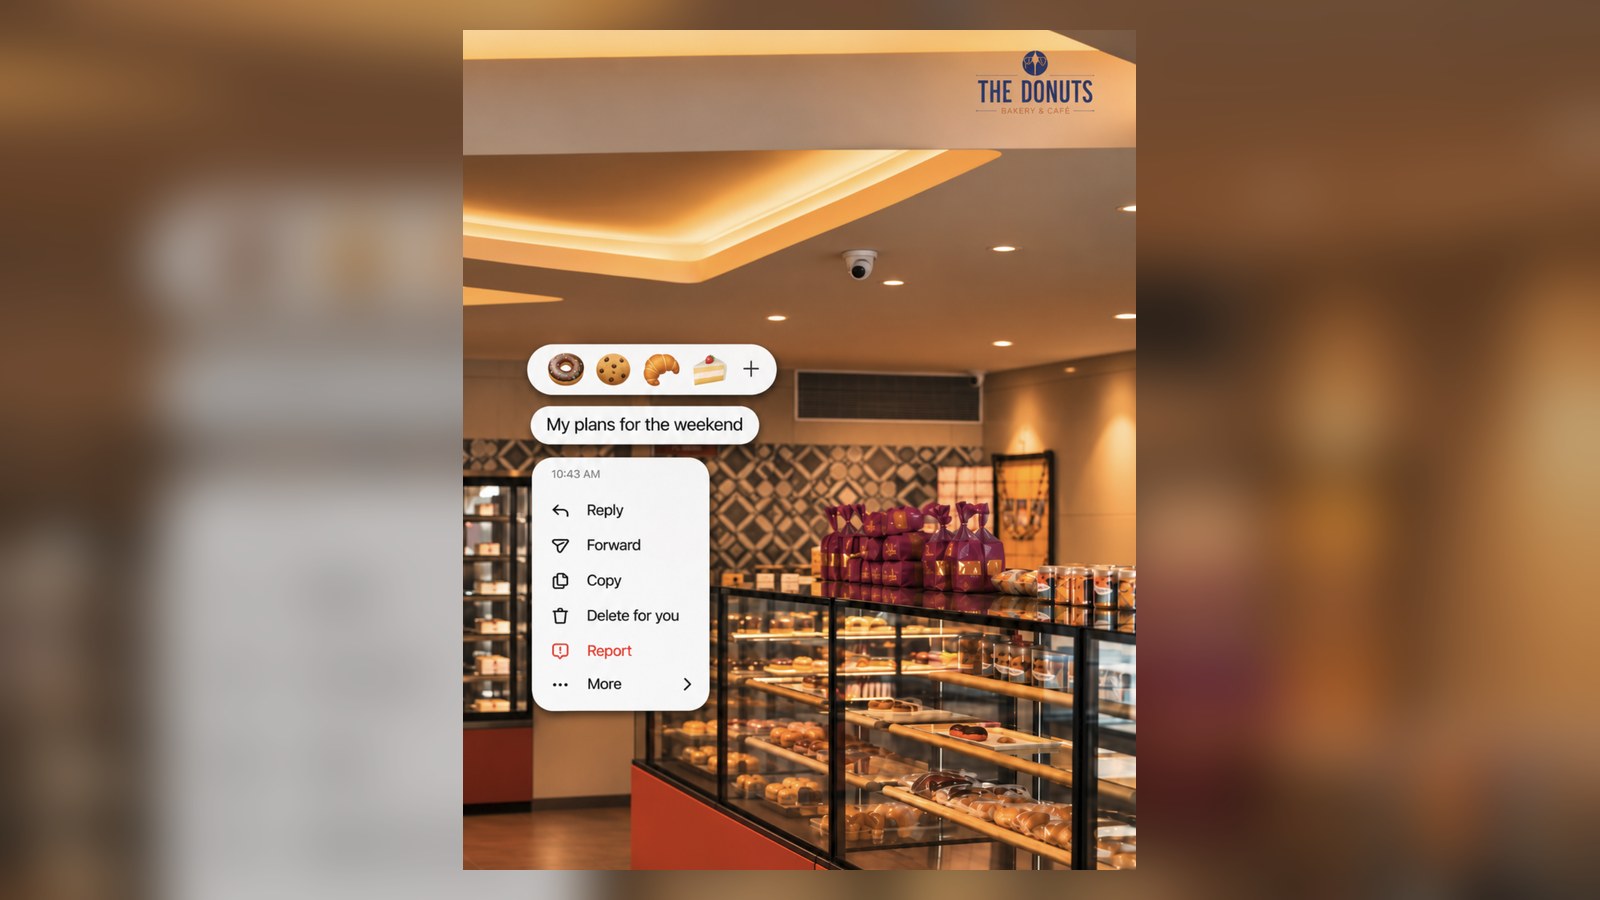 THE DONUTS
BAKERY & CAFÉ
My plans for the weekend
10:43 AM
Reply
Forward
Copy
Delete for you
Report
More